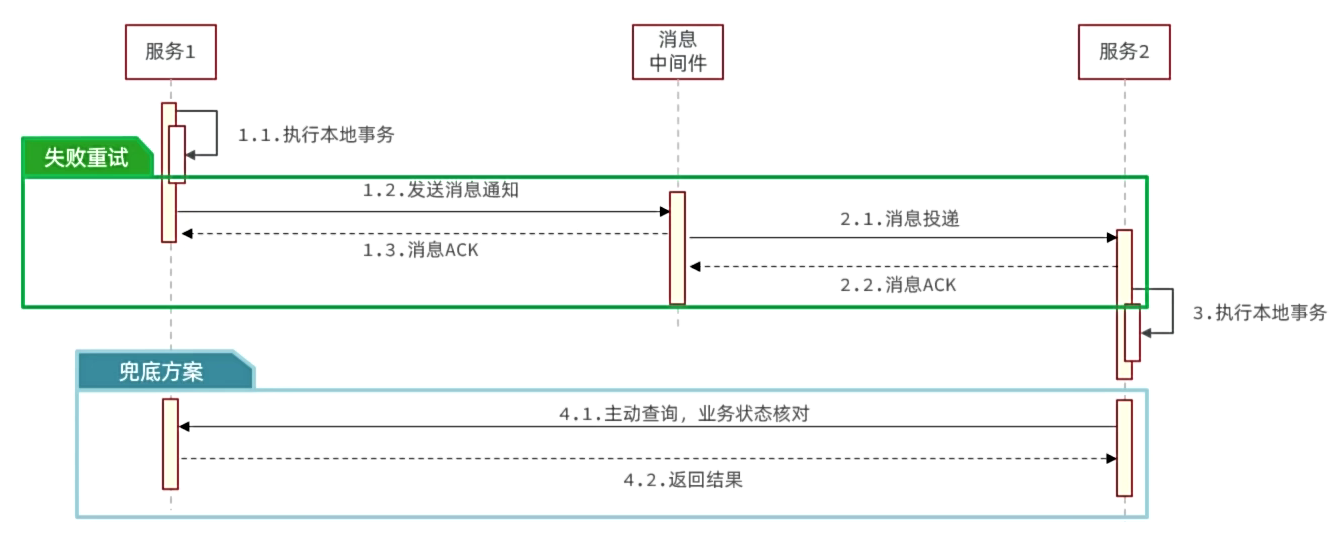 服务1
消息
中间件
服务2
1.1.执行本地事务
失败重试
1.2.发送消息通知
2.1.消息投递
1.3.消息ACK
2.2.消息ACK
3.执行本地事务
兜底方案
4.1.主动查询，业务状态核对
4.2.返回结果